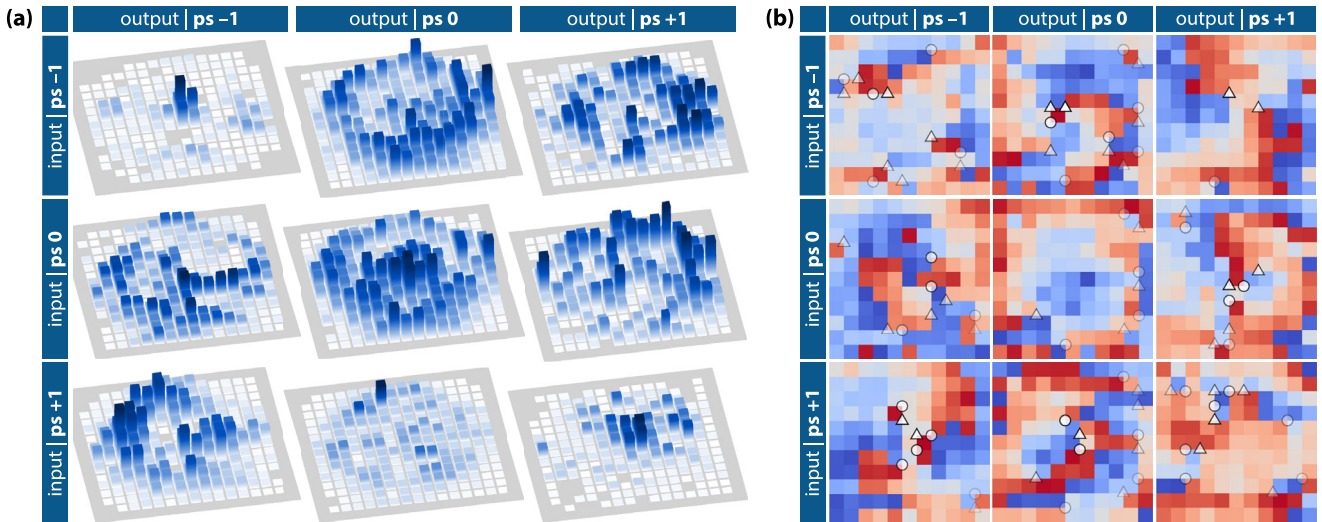 (a)
output | ps –1
output | ps 0
output | ps +1
input | ps –1
input | ps 0
input | ps +1
(b)
output | ps –1
output | ps 0
output | ps +1
input | ps –1
input | ps 0
input | ps +1